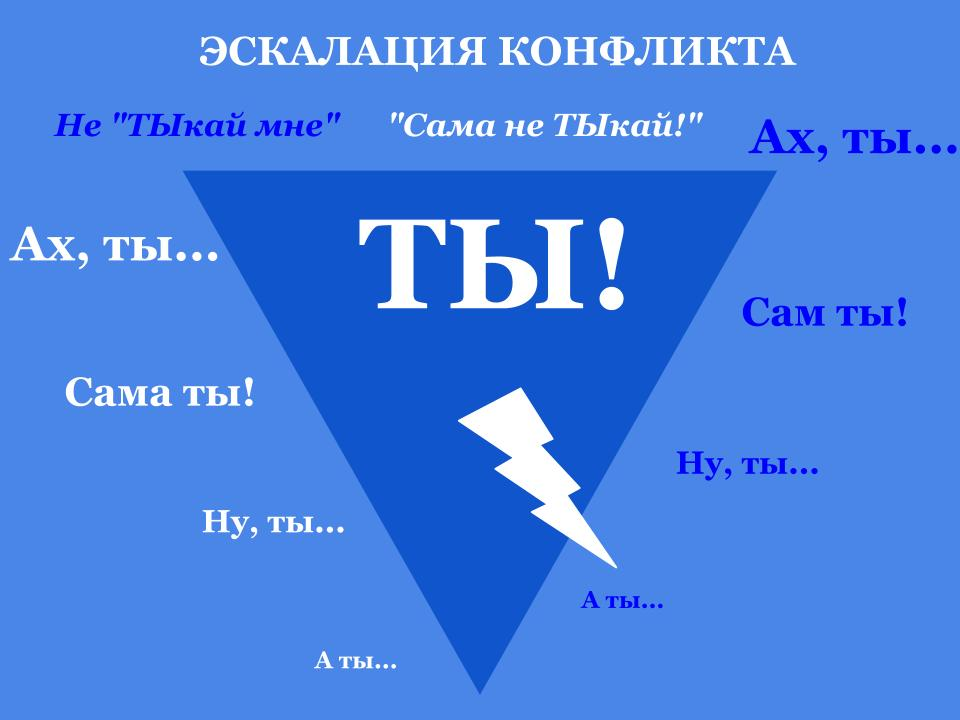 ЭСКАЛАЦИЯ КОНФЛИКТА
Не "ТЫкай мне" "Сама не ТЫкай!"
Ах, ты...
ТЫ!
Ах, ты...
Сам ты!
Сама ты!
Ну, ты...
Ну, ты...
А ты...
А ты...